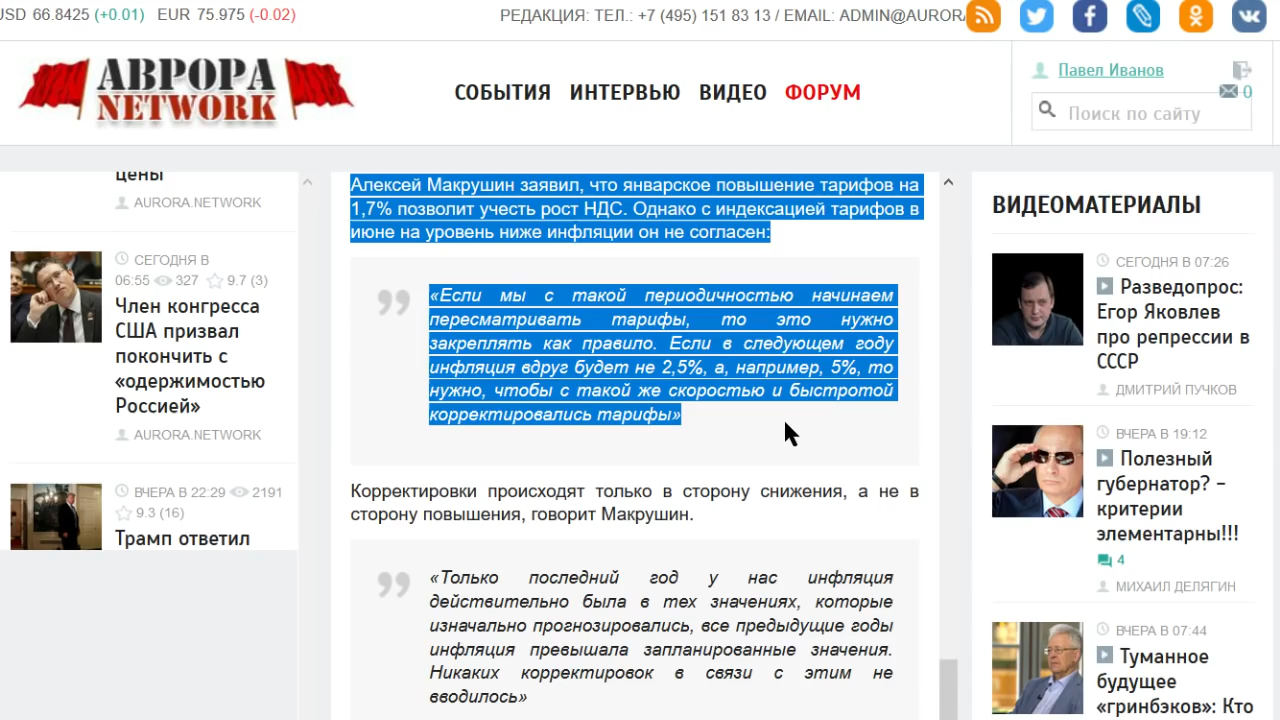 USD 66.8425 (+0.01) EUR 75.975 (-0.02)
РЕДАКЦИЯ: ТЕЛ.: +7 (495) 151 83 13 / EMAIL: ADMIN@AURORA
АВРОРА
NETWORK
СОБЫТИЯ ИНТЕРВЬЮ ВИДЕО ФОРУМ
Павел Иванов
0
Поиск по сайту
цены
AURORA.NETWORK
СЕГОДНЯ В
06:55 327 9.7 (3)
Член конгресса
США призвал
покончить с
«одержимостью
Россией»
AURORA.NETWORK
ВЧЕРА В 22:29 2191
9.3 (16)
Трамп ответил
Алексей Макрушин заявил, что январское повышение тарифов на
1,7% позволит учесть рост НДС. Однако с индексацией тарифов в
июне на уровень ниже инфляции он не согласен:
«Если мы с такой периодичностью начинаем
пересматривать тарифы, то это нужно
закреплять как правило. Если в следующем году
инфляция вдруг будет не 2,5%, а, например, 5%, то
нужно, чтобы с такой же скоростью и быстротой
корректировались тарифы»
Корректировки происходят только в сторону снижения, а не в
сторону повышения, говорит Макрушин.
«Только последний год у нас инфляция
действительно была в тех значениях, которые
изначально прогнозировались, все предыдущие годы
инфляция превышала запланированные значения.
Никаких корректировок в связи с этим не
вводилось»
ВИДЕОМАТЕРИАЛЫ
СЕГОДНЯ В 07:26
Разведопрос:
Егор Яковлев
про репрессии в
СССР
ДМИТРИЙ ПУЧКОВ
ВЧЕРА В 19:12
Полезный
губернатор? –
критерии
элементарны!!!
4
МИХАИЛ ДЕЛЯГИН
ВЧЕРА В 07:44
Туманное
будущее
«гринбэков»: Кто